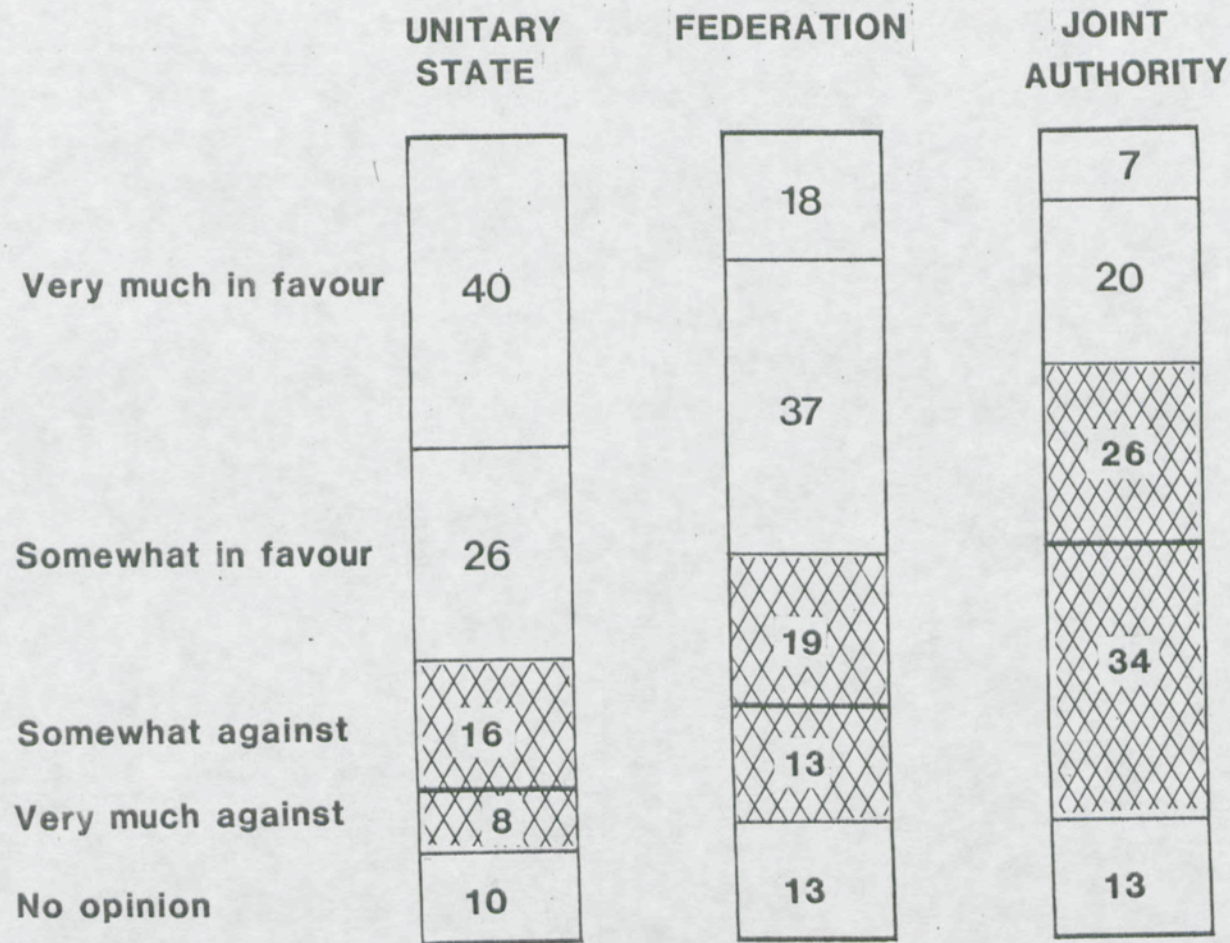 UNITARY STATE
FEDERATION
JOINT AUTHORITY
Very much in favour 40 18 7
Somewhat in favour 26 37 20
Somewhat against 16 19 26
Very much against 8 13 34
No opinion 10 13 13